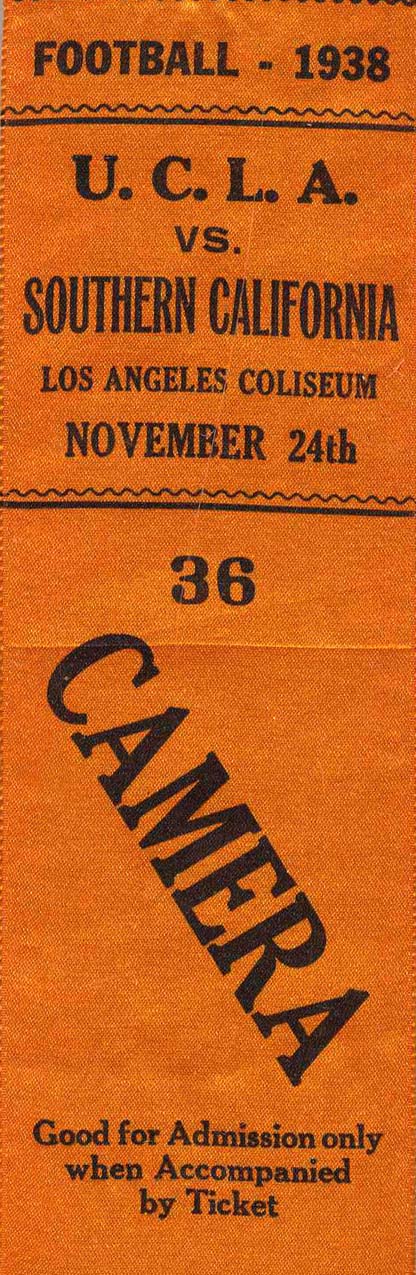 FOOTBALL - 1938
U. C. L. A.
VS.
SOUTHERN CALIFORNIA
LOS ANGELES COLISEUM
NOVEMBER 24th
36
CAMERA
Good for Admission only
when Accompanied
by Ticket